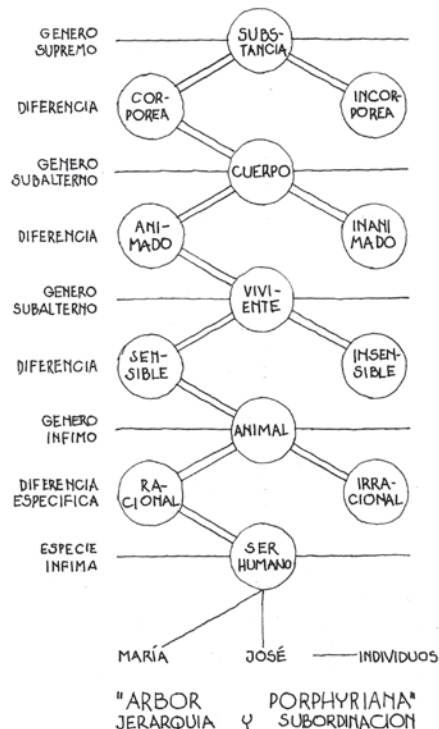 GENERO
SUPREMO
SUBS-
TANCIA
DIFERENCIA
COR-
POREA
INCOR-
POREA
GENERO
SUBALTERNO
CUERPO
DIFERENCIA
ANI-
MADO
INANI
MADO
GENERO
SUBALTERNO
VIVI-
ENTE
DIFERENCIA
SEN-
SIBLE
INSEN-
SIBLE
GENERO
INFIMO
ANIMAL
DIFERENCIA
ESPECIFICA
RA-
CIONAL
IRRA-
CIONAL
ESPECIE
INFIMA
SER
HUMANO
MARÍA JOSÉ INDIVIDUOS
"ARBOR PORPHYRIANA"
JERARQUIA Y SUBORDINACION